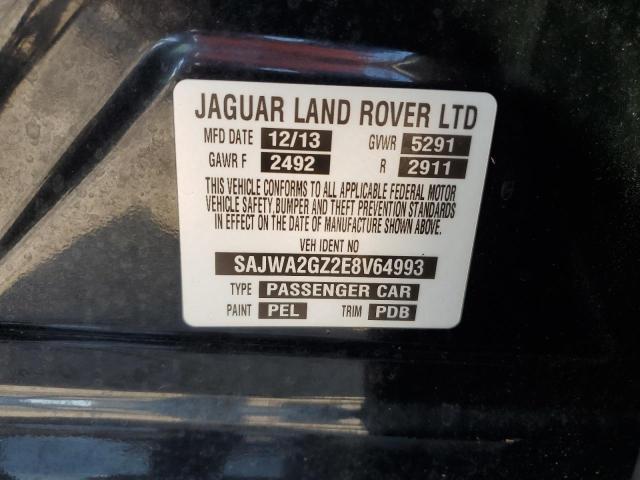 JAGUAR LAND ROVER LTD
MFD DATE 12/13 GVWR 5291
GAWR F 2492 R 2911
THIS VEHICLE CONFORMS TO ALL APPLICABLE FEDERAL MOTOR
VEHICLE SAFETY, BUMPER AND THEFT PREVENTION STANDARDS
IN EFFECT ON THE DATE OF MANUFACTURE SHOWN ABOVE.
VEH IDENT NO
SAJWA2GZ2E8V64993
TYPE PASSENGER CAR
PAINT PEL TRIM PDB